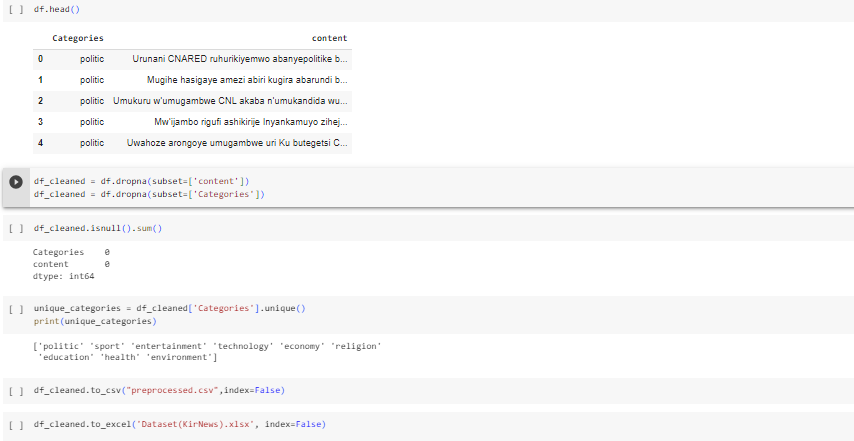 [ ] df.head()
Categories content
0 politic Urunani CNARED ruhurikiyemwo abanyepolitike b...
1 politic Mugihe hasigaye amezi abiri kugira abarundi b...
2 politic Umukuru w'umugambwe CNL akaba n'umukandida wu...
3 politic Mw'ijambo rigufi ashikirije Inyankamuyo zihej...
4 politic Uwahoze arongoye umugambwe uri Ku butegetsi C...
df_cleaned = df.dropna(subset=['content'])
df_cleaned = df.dropna(subset=['Categories'])
[ ] df_cleaned.isnull().sum()
Categories 0
content 0
dtype: int64
[ ] unique_categories = df_cleaned['Categories'].unique()
print(unique_categories)
['politic' 'sport' 'entertainment' 'technology' 'economy' 'religion'
'education' 'health' 'environment']
[ ] df_cleaned.to_csv("preprocessed.csv",index=False)
[ ] df_cleaned.to_excel('Dataset(KirNews).xlsx', index=False)